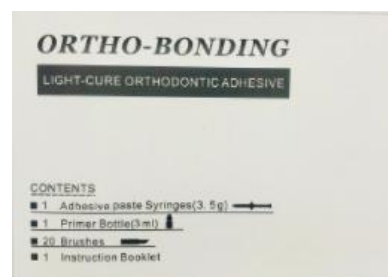 ORTHO-BONDING
LIGHT-CURE ORTHODONTIC ADHESIVE
CONTENTS
■ 1 Adhesive paste Syringes(3.5g)
■ 1 Primer Bottle(3ml)
■ 20 Brushes
■ 1 Instruction Booklet